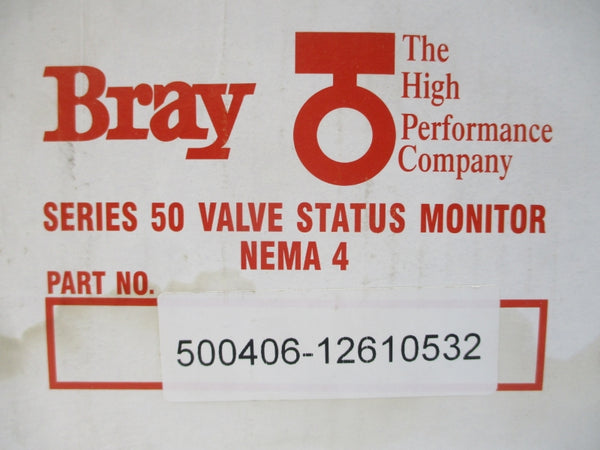 Bray
The
High
Performance
Company
SERIES 50 VALVE STATUS MONITOR
NEMA 4
PART NO.
500406-12610532